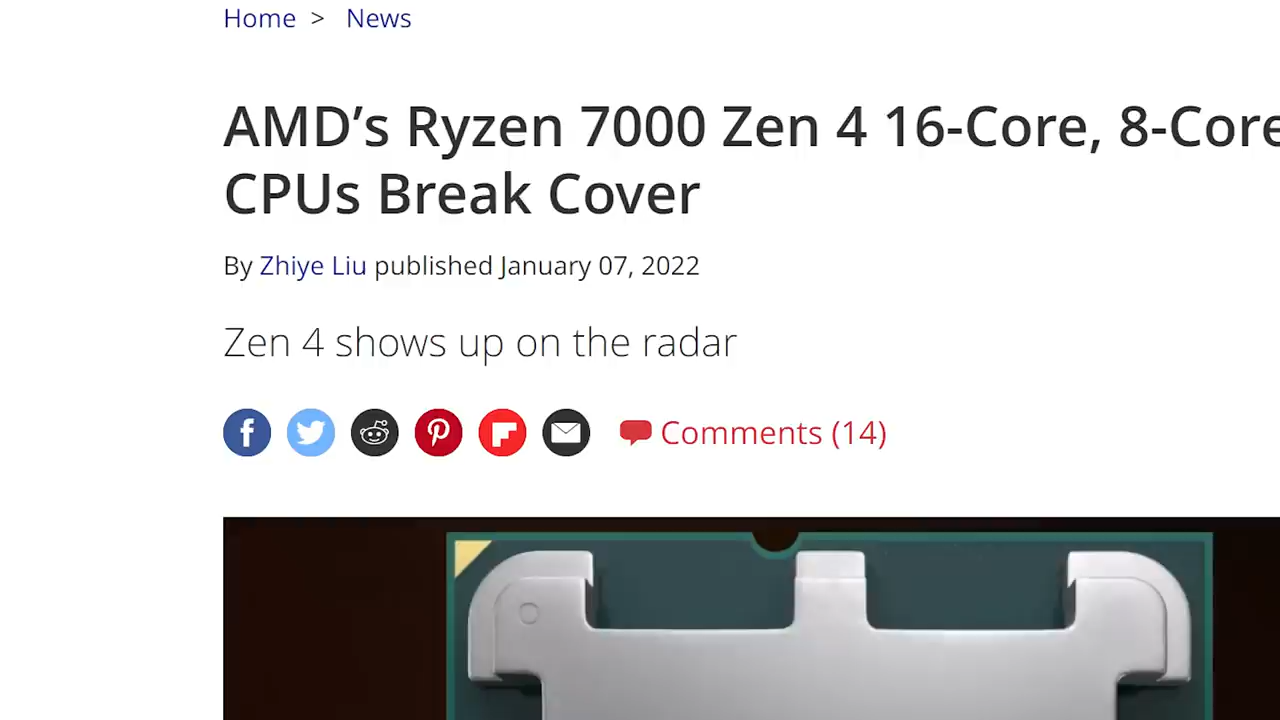 Home > News
AMD’s Ryzen 7000 Zen 4 16-Core, 8-Core
CPUs Break Cover
By Zhiye Liu published January 07, 2022
Zen 4 shows up on the radar
Comments (14)